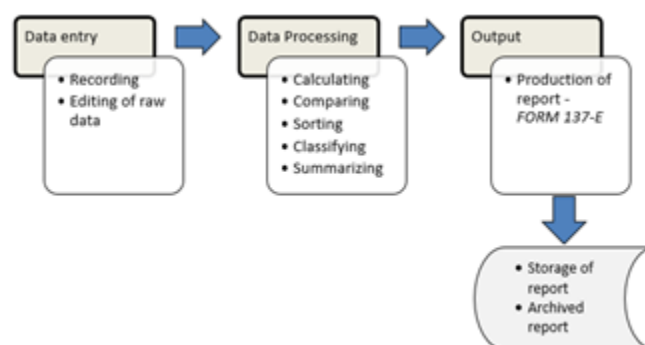 Data entry
• Recording
• Editing of raw
data
Data Processing
• Calculating
• Comparing
• Sorting
• Classifying
• Summarizing
Output
• Production of
report -
FORM 137-E
• Storage of
report
• Archived
report